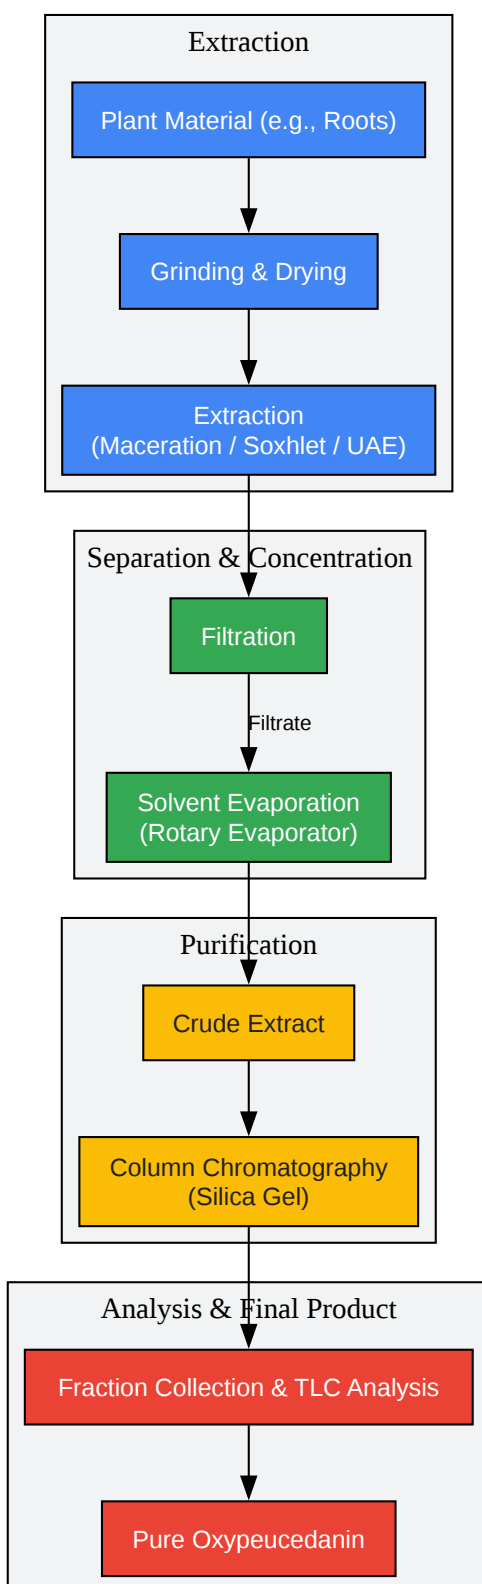 Extraction
Plant Material (e.g., Roots)
Grinding & Drying
Extraction
(Maceration / Soxhlet / UAE)
Separation & Concentration
Filtration
Filtrate
Solvent Evaporation
(Rotary Evaporator)
Purification
Crude Extract
Column Chromatography
(Silica Gel)
Analysis & Final Product
Fraction Collection & TLC Analysis
Pure Oxypeucedanin